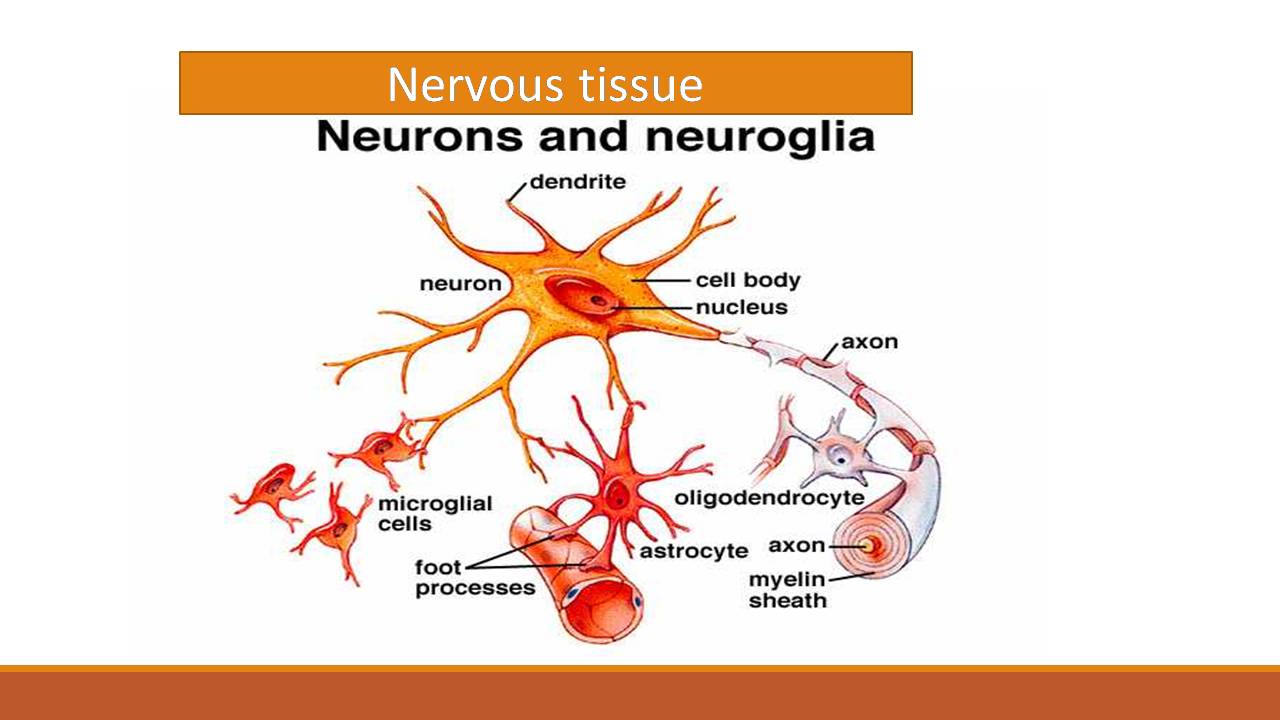 Nervous tissue
Neurons and neuroglia
dendrite
neuron
cell body
nucleus
axon
microglial
cells
oligodendrocyte
foot
processes
astrocyte
axon
myelin
sheath